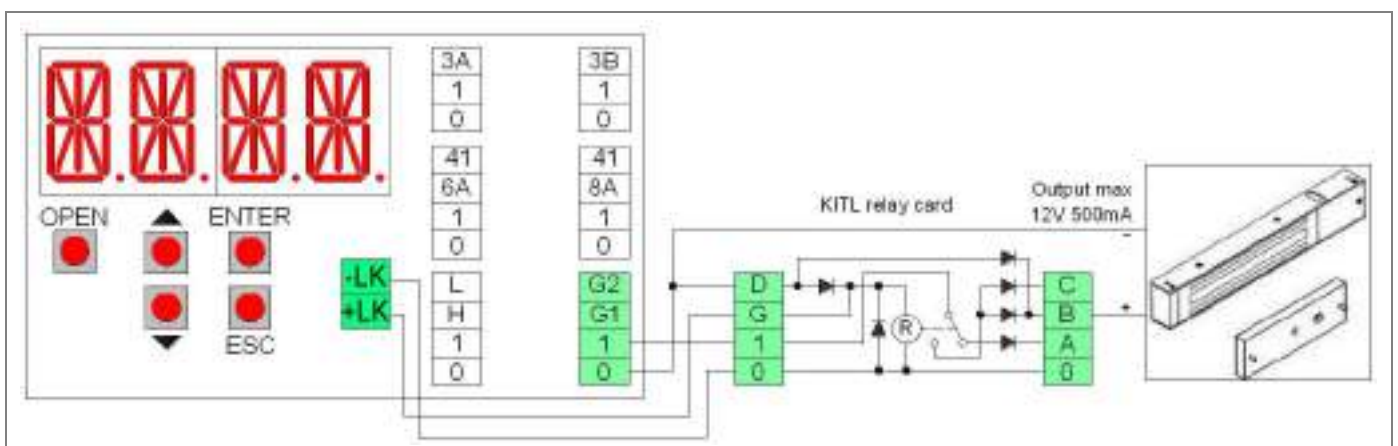 3A
1
0
3B
1
0
41
6A
1
0
41
8A
1
0
OPEN
ENTER
ESC
-LK
+LK
L
H
1
0
G2
G1
1
0
KITL relay card
Output max
12V 500mA
-
+
D
G
1
0
R
C
B
A
0